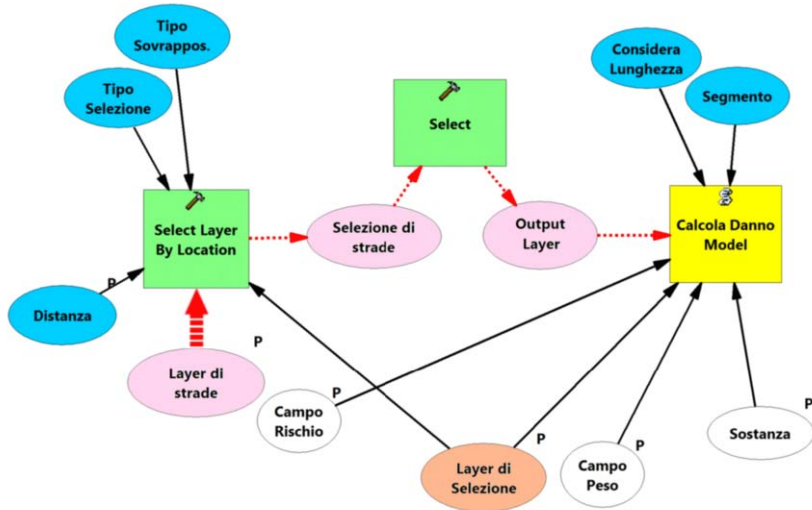 Tipo
Sovrappos.
Tipo
Selezione
Considera
Lunghezza
Segmento
Select
Select Layer
By Location
Selezione di
strade
Output
Layer
Calcola Danno
Model
P
Distanza
P
Layer di
strade
P
Campo
Rischio
P
Layer di
Selezione
P
Campo
Peso
P
Sostanza